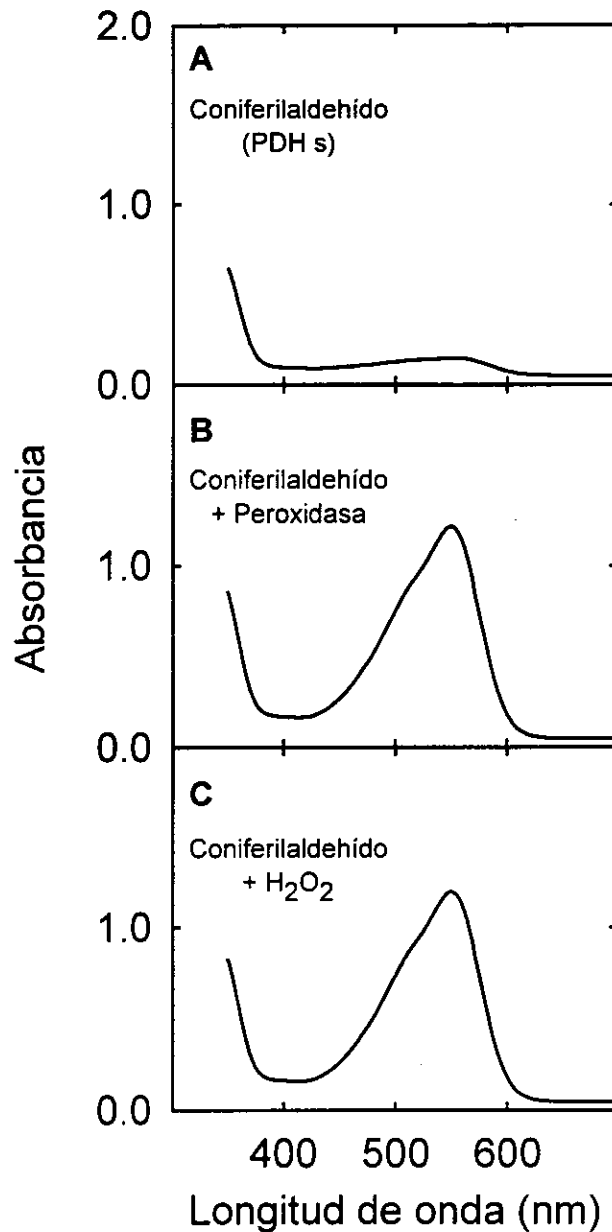 2.0
A
Coniferilaldehído
(PDH s)
1.0
0.0
B
Coniferilaldehído
+ Peroxidasa
1.0
0.0
C
Coniferilaldehído
+ H₂O₂
1.0
0.0
400 500 600
Longitud de onda (nm)
Absorbancia